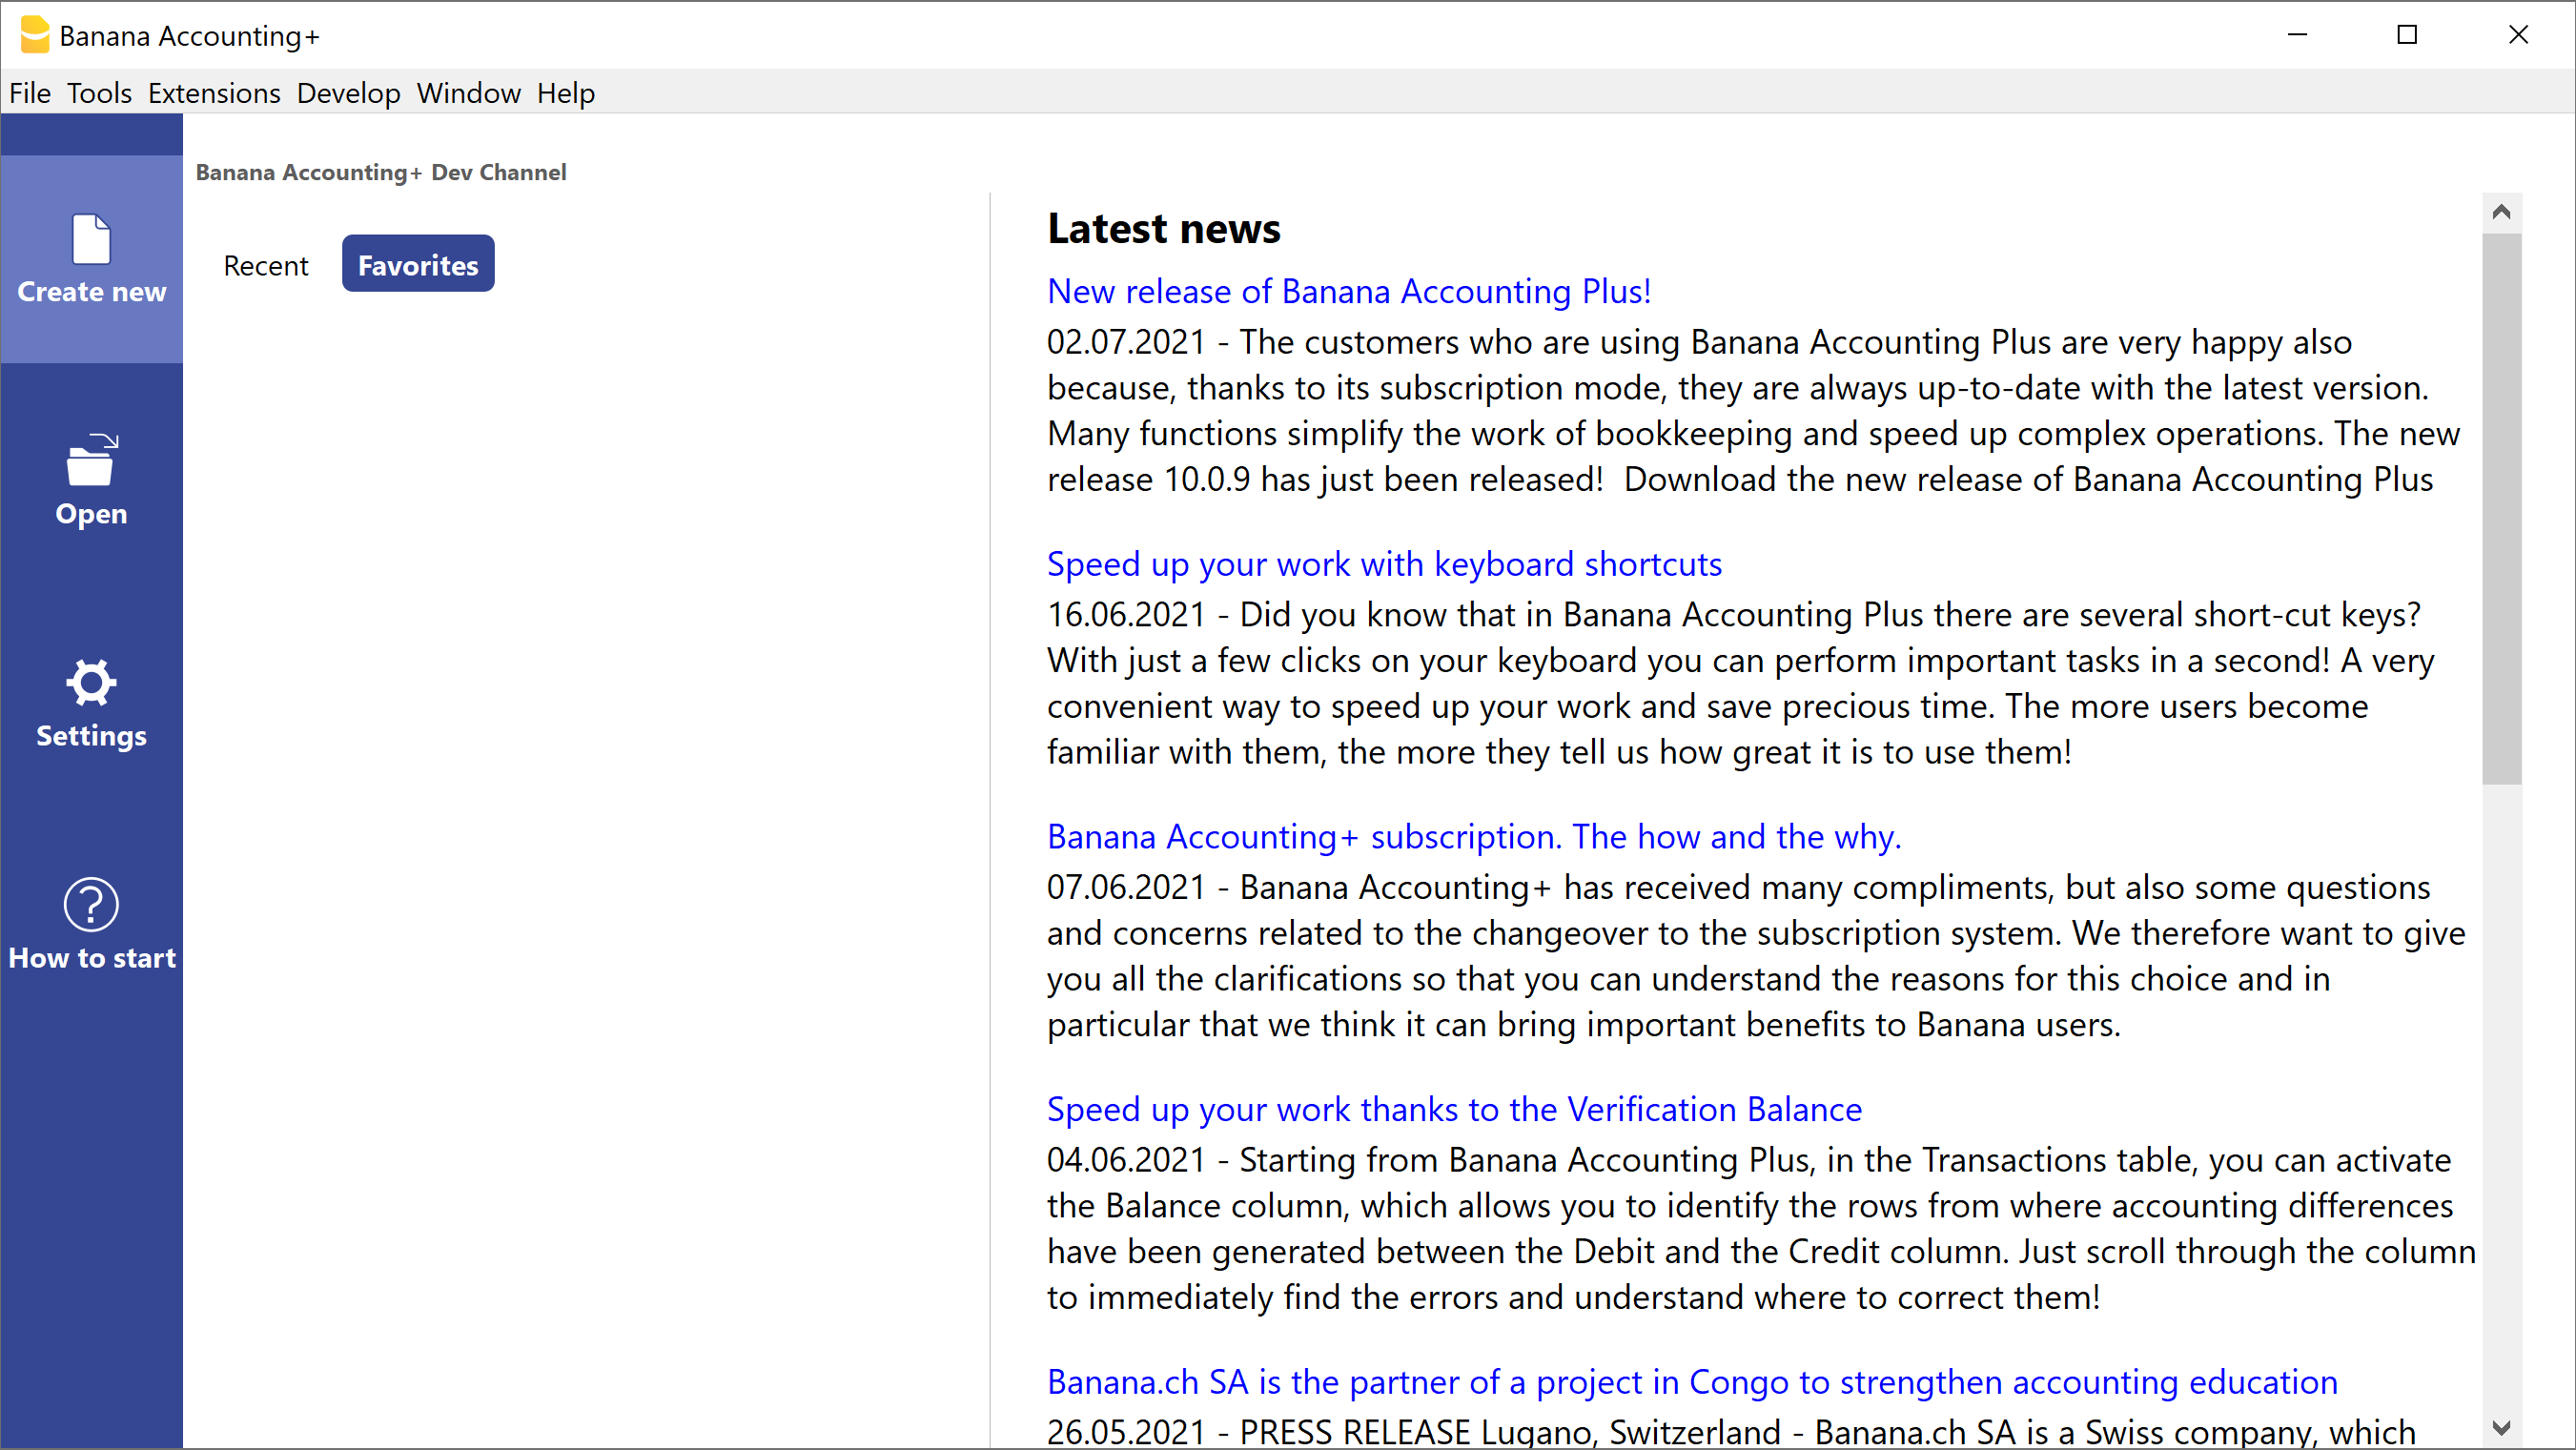 Banana Accounting+
File Tools Extensions Develop Window Help
Create new
Open
Settings
How to start
Banana Accounting+ Dev Channel
Recent Favorites
Latest news
New release of Banana Accounting Plus!
02.07.2021 - The customers who are using Banana Accounting Plus are very happy also
because, thanks to its subscription mode, they are always up-to-date with the latest version.
Many functions simplify the work of bookkeeping and speed up complex operations. The new
release 10.0.9 has just been released!  Download the new release of Banana Accounting Plus
Speed up your work with keyboard shortcuts
16.06.2021 - Did you know that in Banana Accounting Plus there are several short-cut keys?
With just a few clicks on your keyboard you can perform important tasks in a second! A very
convenient way to speed up your work and save precious time. The more users become
familiar with them, the more they tell us how great it is to use them!
Banana Accounting+ subscription. The how and the why.
07.06.2021 - Banana Accounting+ has received many compliments, but also some questions
and concerns related to the changeover to the subscription system. We therefore want to give
you all the clarifications so that you can understand the reasons for this choice and in
particular that we think it can bring important benefits to Banana users.
Speed up your work thanks to the Verification Balance
04.06.2021 - Starting from Banana Accounting Plus, in the Transactions table, you can activate
the Balance column, which allows you to identify the rows from where accounting differences
have been generated between the Debit and the Credit column. Just scroll through the column
to immediately find the errors and understand where to correct them!
Banana.ch SA is the partner of a project in Congo to strengthen accounting education
26.05.2021 - PRESS RELEASE Lugano, Switzerland - Banana.ch SA is a Swiss company, which